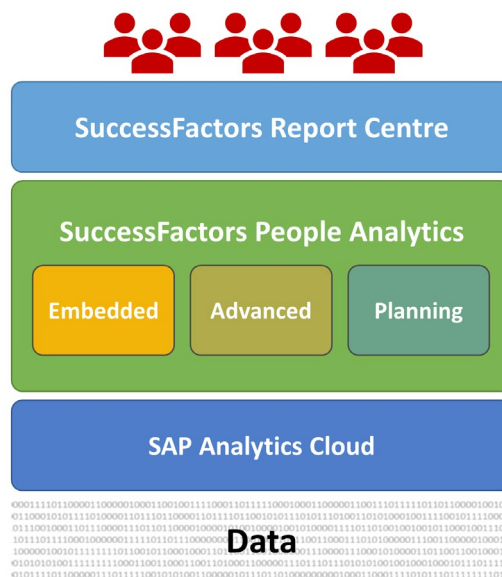 SuccessFactors Report Centre
SuccessFactors People Analytics
Embedded Advanced Planning
SAP Analytics Cloud
Data